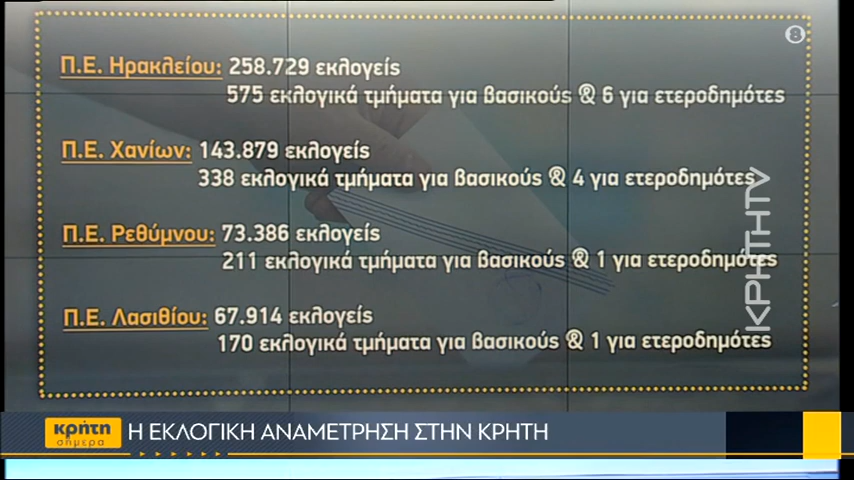 Π.Ε. Ηρακλείου: 258.729 εκλογείς
575 εκλογικά τμήματα για βασικούς & 6 για ετεροδημότες
Π.Ε. Χανίων: 143.879 εκλογείς
338 εκλογικά τμήματα για βασικούς & 4 για ετεροδημότες
Π.Ε. Ρεθύμνου: 73.386 εκλογείς
211 εκλογικά τμήματα για βασικούς & 1 για ετεροδημότες
Π.Ε. Λασιθίου: 67.914 εκλογείς
170 εκλογικά τμήματα για βασικούς & 1 για ετεροδημότες
ΚΡΗΤΗTV
8
κρήτη
σήμερα
Η ΕΚΛΟΓΙΚΗ ΑΝΑΜΕΤΡΗΣΗ ΣΤΗΝ ΚΡΗΤΗ